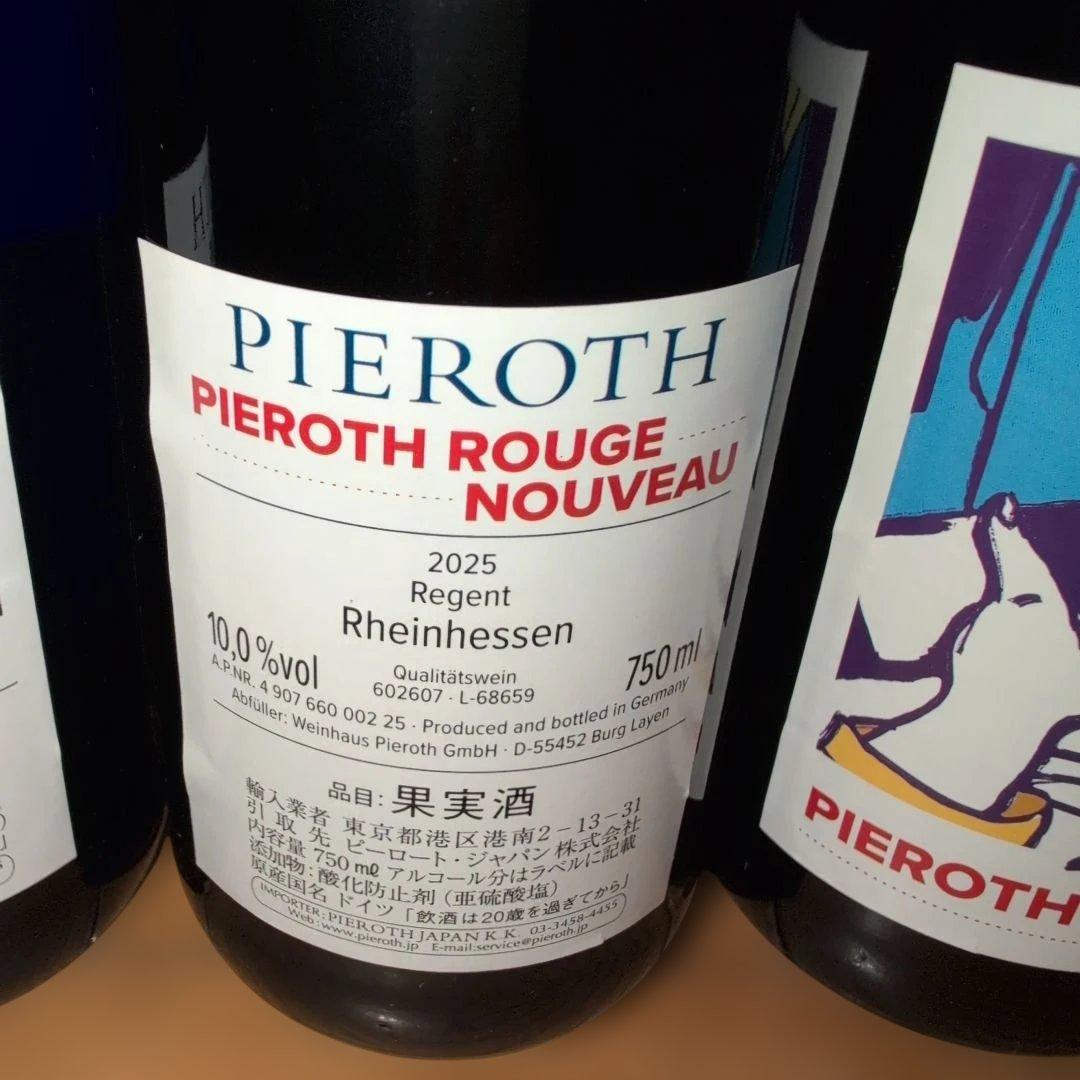 PIEROTH
PIEROTH ROUGE
NOUVEAU
2025
Regent
Rheinhessen
10,0 %vol
Qualitätswein
750 ml
A.P.NR. 4 907 660 002 25 · Produced and bottled in Germany
602607 · L-68659
Abfüller: Weinhaus Pieroth GmbH · D-55452 Burg Layen
品目: 果実酒
輸入業者 東京都港区港南2-13-31
引取先 ピーロート・ジャパン株式会社
内容量 750 ml アルコール分はラベルに記載
添加物:酸化防止剤(亜硫酸塩)
原産国名 ドイツ「飲酒は20歳を過ぎてから」
IMPORTER: PIEROTH JAPAN K.K. 03-3458-4455
Web: www.pieroth.jp E-mail:service@pieroth.jp
PIEROTH